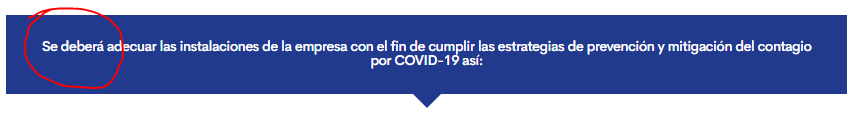 Se deberá adecuar las instalaciones de la empresa con el fin de cumplir las estrategias de prevención y mitigación del contagio
por COVID-19 así: